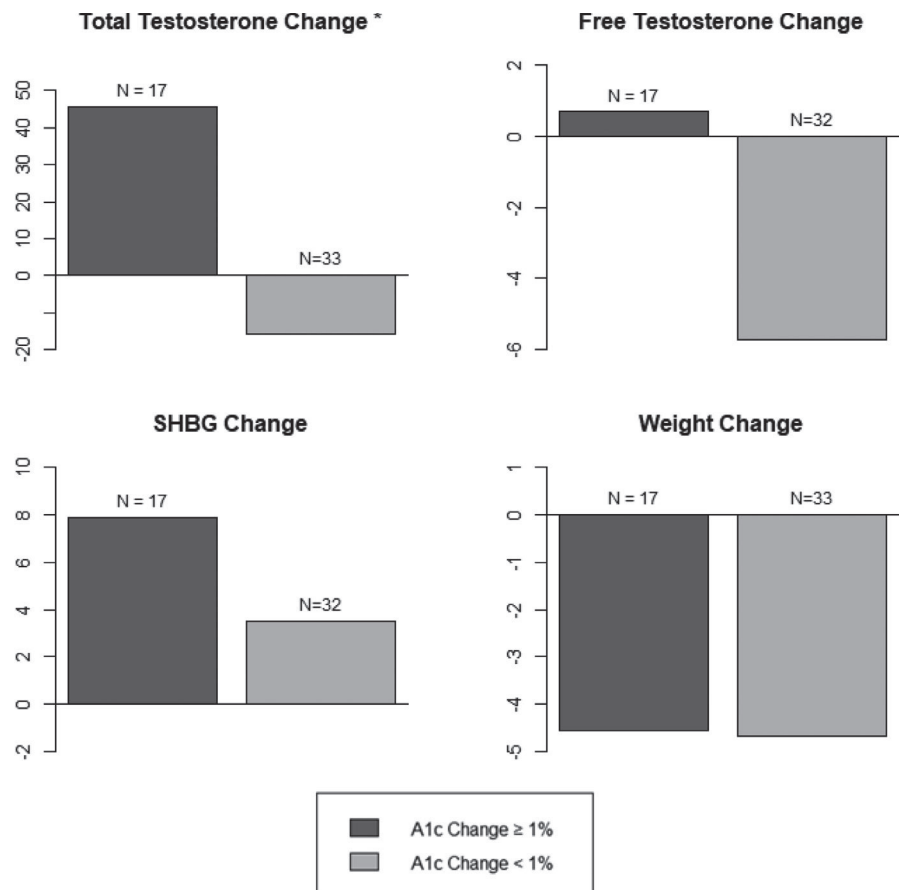 Total Testosterone Change *
50
40
30
20
10
0
-20
N = 17
N=33
Free Testosterone Change
2
0
-2
-4
-6
N = 17
N=32
SHBG Change
10
8
6
4
2
0
-2
N = 17
N=32
Weight Change
1
0
-1
-2
-3
-4
-5
N = 17
N=33
A1c Change ≥ 1%
A1c Change < 1%